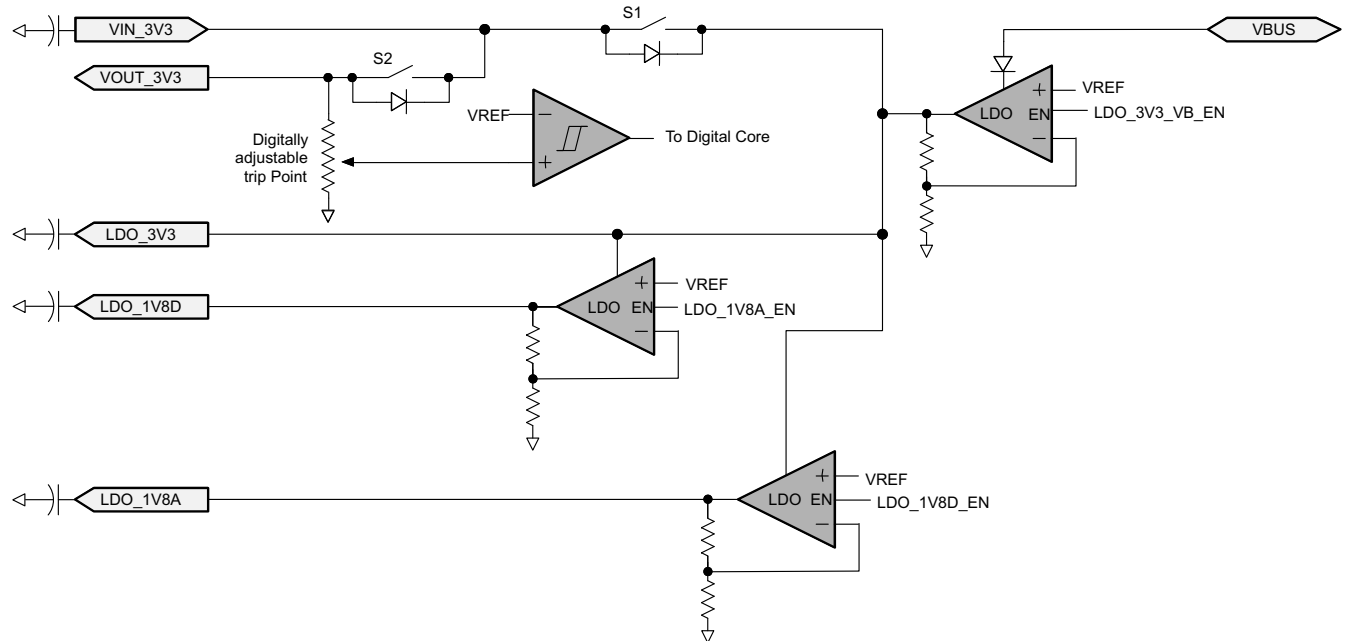 VIN_3V3
S1
VBUS
VOUT_3V3
S2
VREF
−
+
To Digital Core
Digitally
adjustable
trip Point
LDO
+
EN
−
VREF
LDO_3V3_VB_EN
LDO_3V3
LDO_1V8D
LDO
+
EN
−
VREF
LDO_1V8A_EN
LDO_1V8A
LDO
+
EN
−
VREF
LDO_1V8D_EN